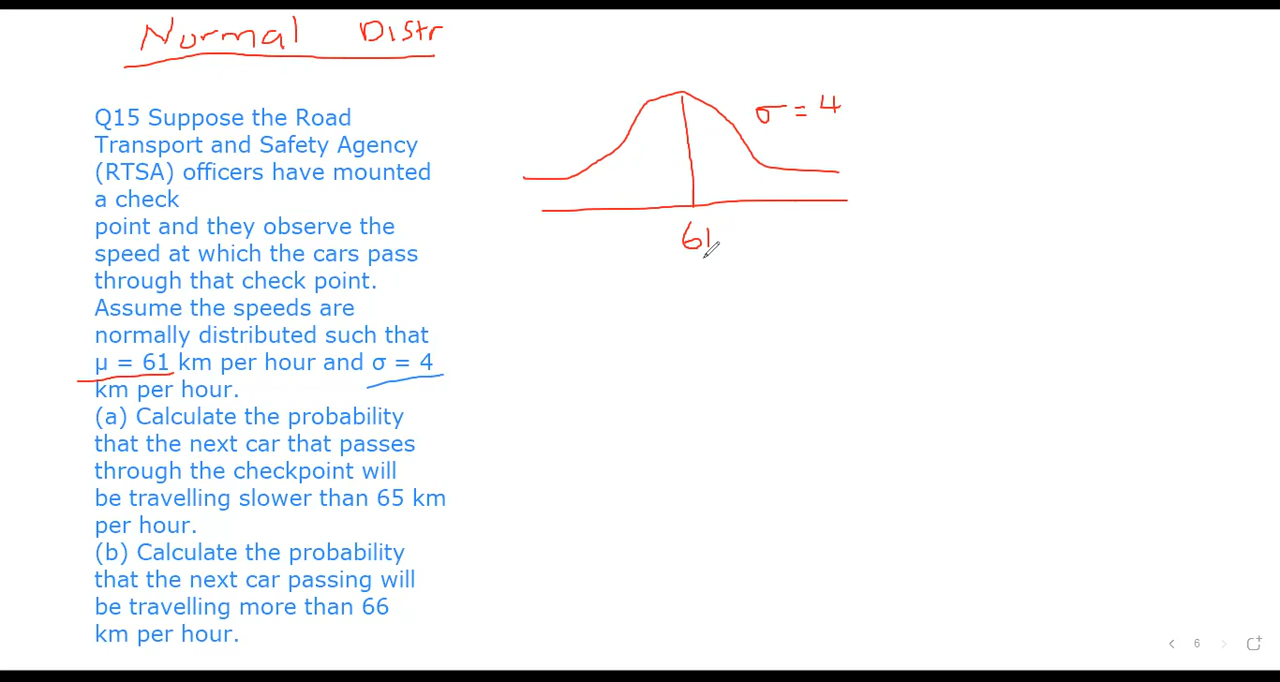 Normal Distr
Q15 Suppose the Road
Transport and Safety Agency
(RTSA) officers have mounted
a check
point and they observe the
speed at which the cars pass
through that check point.
Assume the speeds are
normally distributed such that
μ = 61 km per hour and σ = 4
km per hour.
(a) Calculate the probability
that the next car that passes
through the checkpoint will
be travelling slower than 65 km
per hour.
(b) Calculate the probability
that the next car passing will
be travelling more than 66
km per hour.
σ = 4
61
6